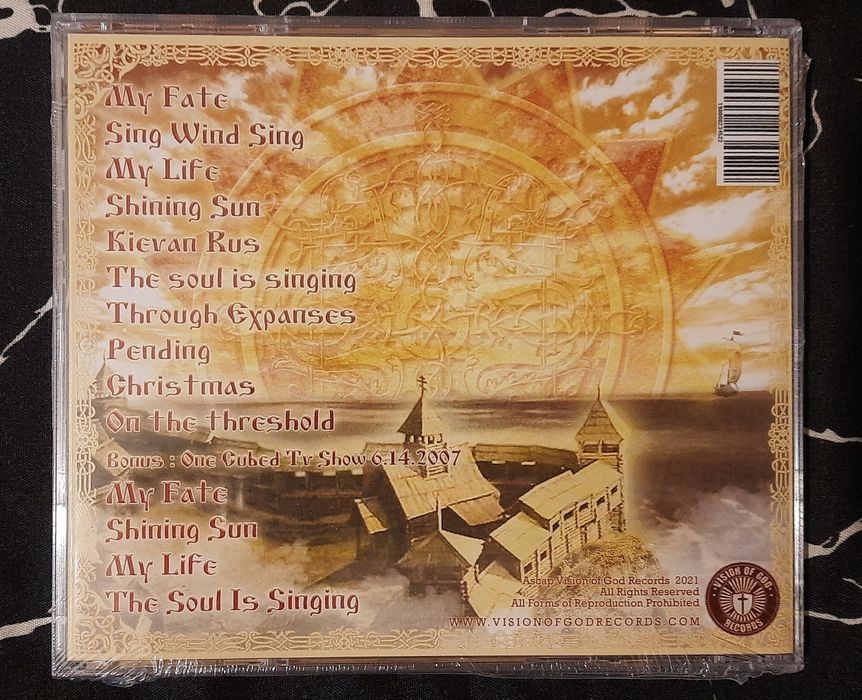 My Fate
Sing Wind Sing
My Life
Shining Sun
Kievan Rus
The soul is singing
Through Expanses
Pending
Christmas
On the threshold
Bonus : One Cubed Tv Show 6.14.2007
My Fate
Shining Sun
My Life
The Soul Is Singing
Ascap Vision of God Records 2021
All Rights Reserved
All Forms of Reproduction Prohibited
WWW.VISIONOFGODRECORDS.COM
VISION OF GOD
RECORDS